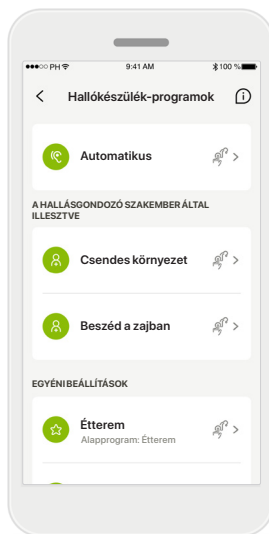 PH
9:41 AM
100 %
Hallókészülék-programok
Automatikus
A HALLÁSGONDOZÓ SZAKEMBER ÁLTAL
ILLESZTVE
Csendes környezet
Beszéd a zajban
EGYÉNI BEÁLLÍTÁSOK
Étterem
Alapprogram: Étterem